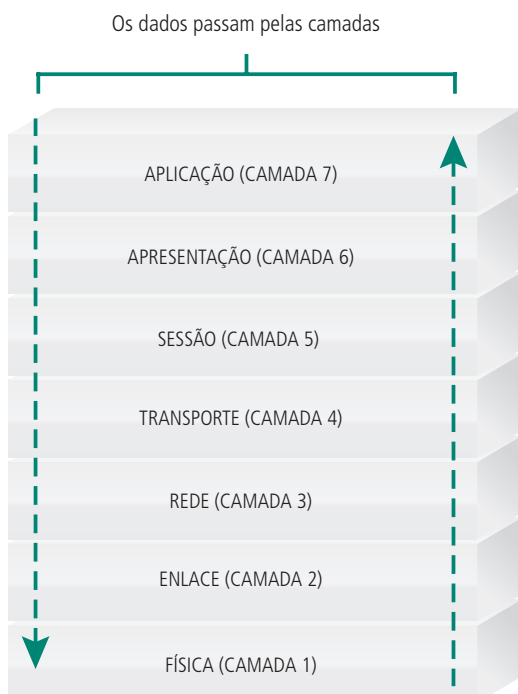 Os dados passam pelas camadas
APLICAÇÃO (CAMADA 7)
APRESENTAÇÃO (CAMADA 6)
SESSÃO (CAMADA 5)
TRANSPORTE (CAMADA 4)
REDE (CAMADA 3)
ENLACE (CAMADA 2)
FÍSICA (CAMADA 1)